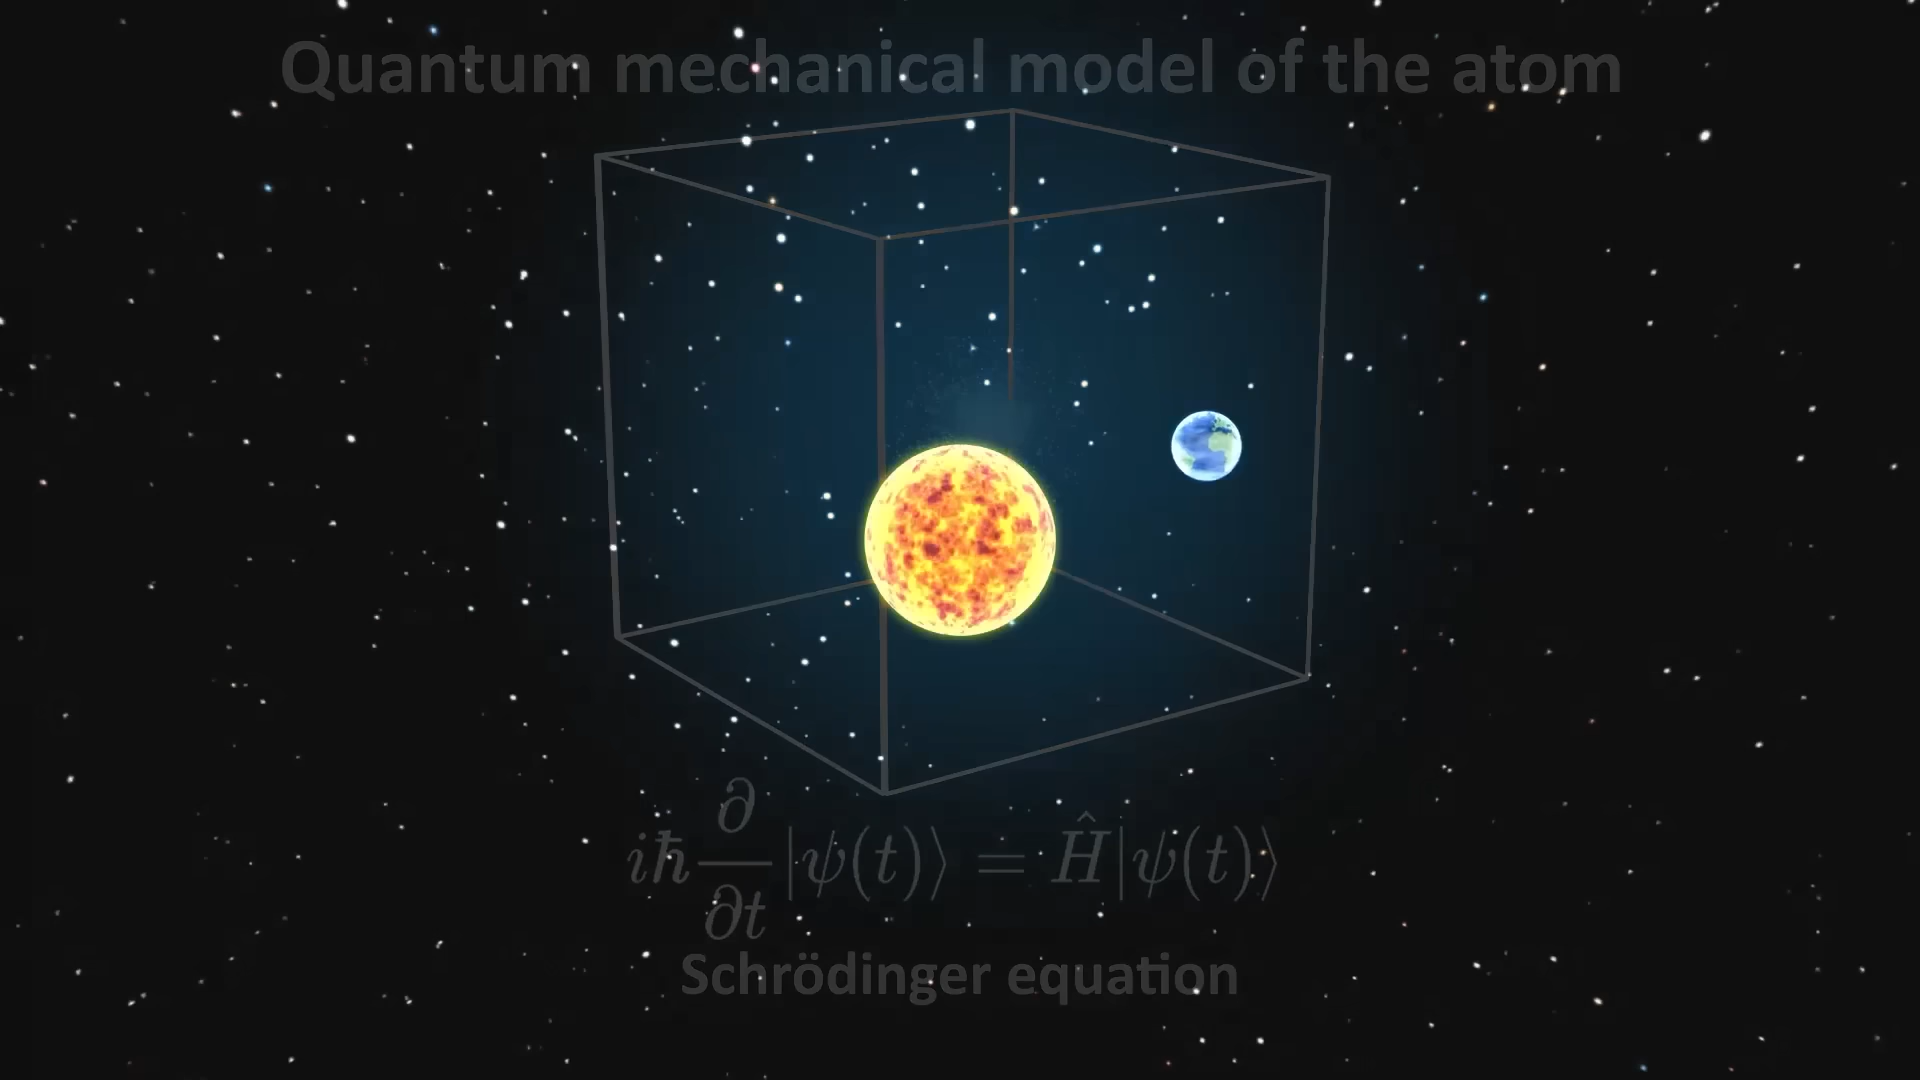 Quantum mechanical model of the atom
iℏ ∂/∂t |ψ(t)⟩ = Ĥ|ψ(t)⟩
Schrödinger equation